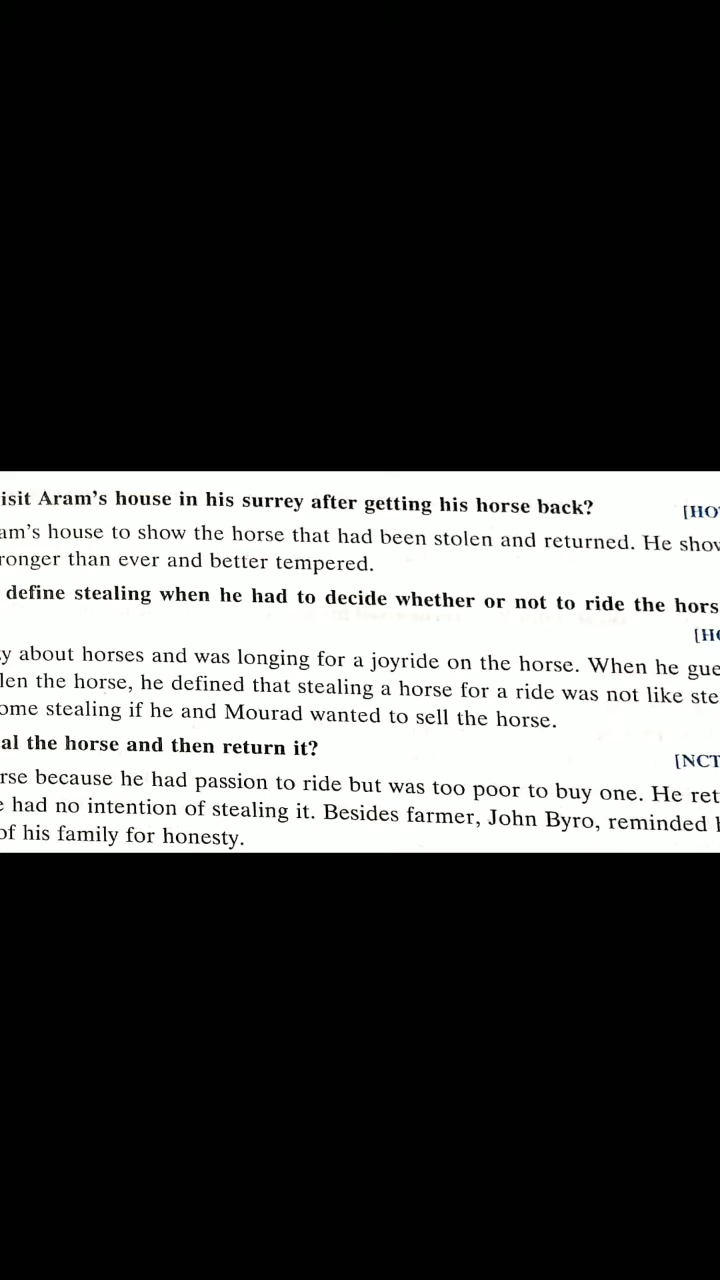 isit Aram's house in his surrey after getting his horse back?
[HO
am's house to show the horse that had been stolen and returned. He show
ronger than ever and better tempered.
define stealing when he had to decide whether or not to ride the hors
[H
y about horses and was longing for a joyride on the horse. When he gue
len the horse, he defined that stealing a horse for a ride was not like ste
ome stealing if he and Mourad wanted to sell the horse.
al the horse and then return it?
[NCT
rse because he had passion to ride but was too poor to buy one. He ret
e had no intention of stealing it. Besides farmer, John Byro, reminded
of his family for honesty.